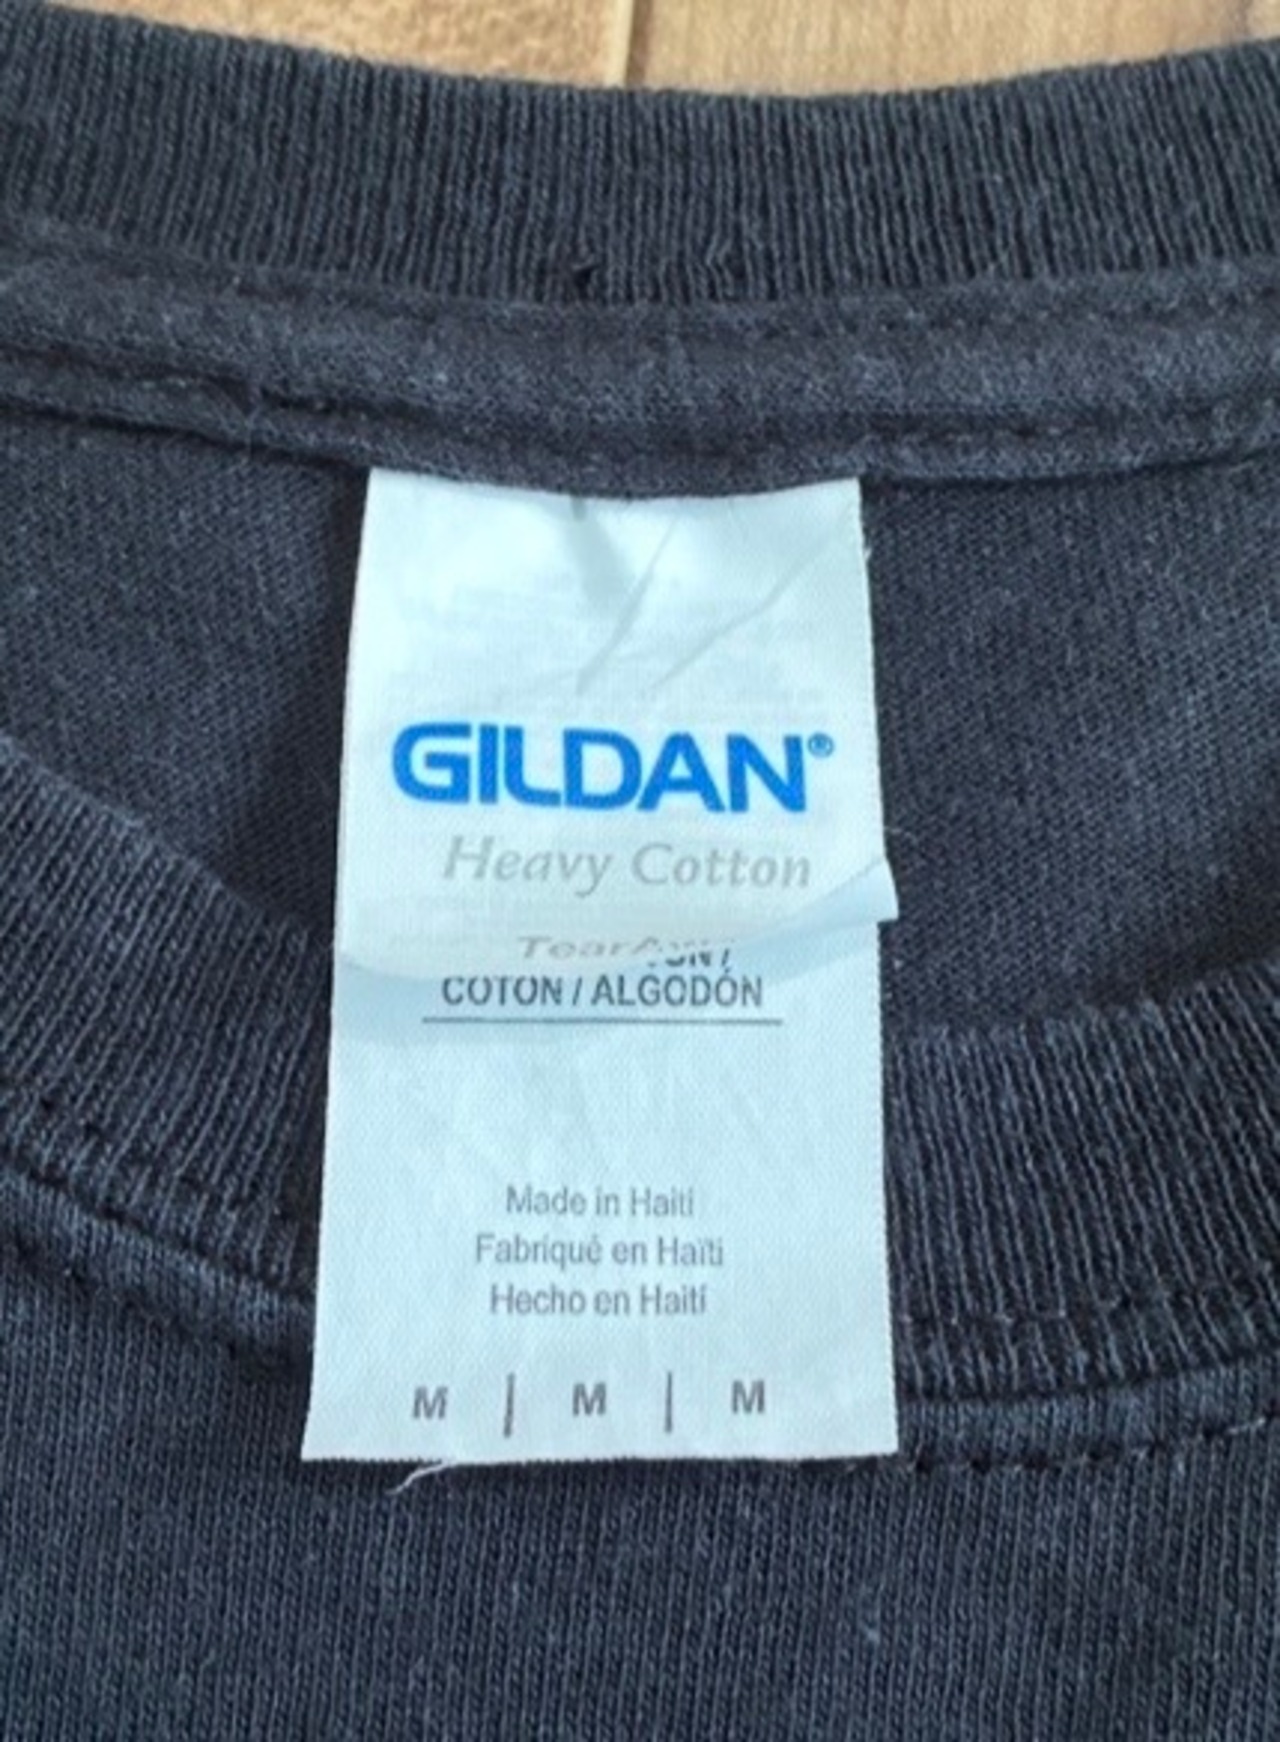 GILDAN®
Heavy Cotton
COTON / ALGODÓN
Made in Haiti
Fabriqué en Haïti
Hecho en Haití
M | M | M